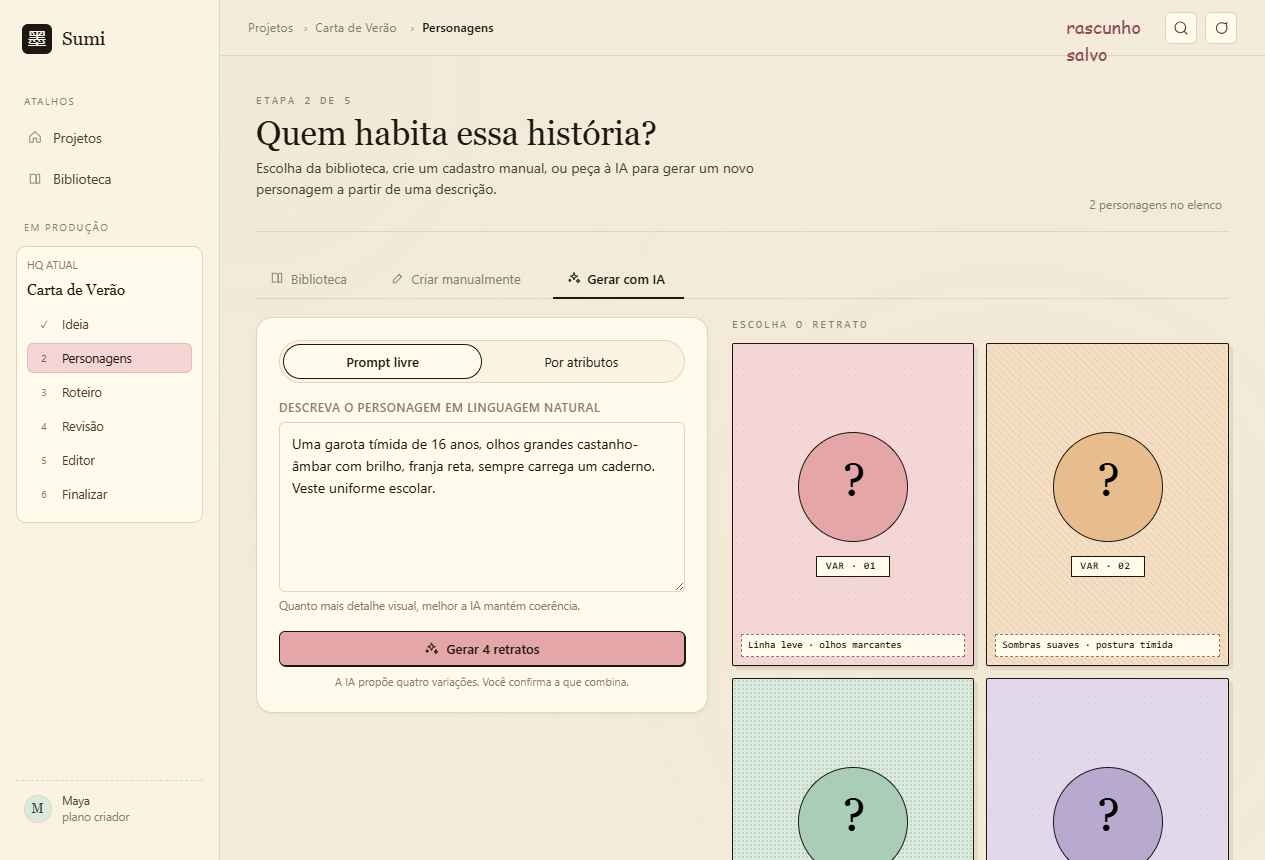 墨 Sumi
ATALHOS
Projetos
Biblioteca
EM PRODUÇÃO
HQ ATUAL
Carta de Verão
✓ Ideia
2 Personagens
3 Roteiro
4 Revisão
5 Editor
6 Finalizar
M
Maya
plano criador
Projetos › Carta de Verão › Personagens
rascunho
salvo
ETAPA 2 DE 5
Quem habita essa história?
Escolha da biblioteca, crie um cadastro manual, ou peça à IA para gerar um novo
personagem a partir de uma descrição.
2 personagens no elenco
Biblioteca Criar manualmente Gerar com IA
Prompt livre Por atributos
DESCREVA O PERSONAGEM EM LINGUAGEM NATURAL
Uma garota tímida de 16 anos, olhos grandes castanho-
âmbar com brilho, franja reta, sempre carrega um caderno.
Veste uniforme escolar.
Quanto mais detalhe visual, melhor a IA mantém coerência.
Gerar 4 retratos
A IA propõe quatro variações. Você confirma a que combina.
ESCOLHA O RETRATO
?
VAR · 01
Linha leve · olhos marcantes
?
VAR · 02
Sombras suaves · postura tímida
?
?